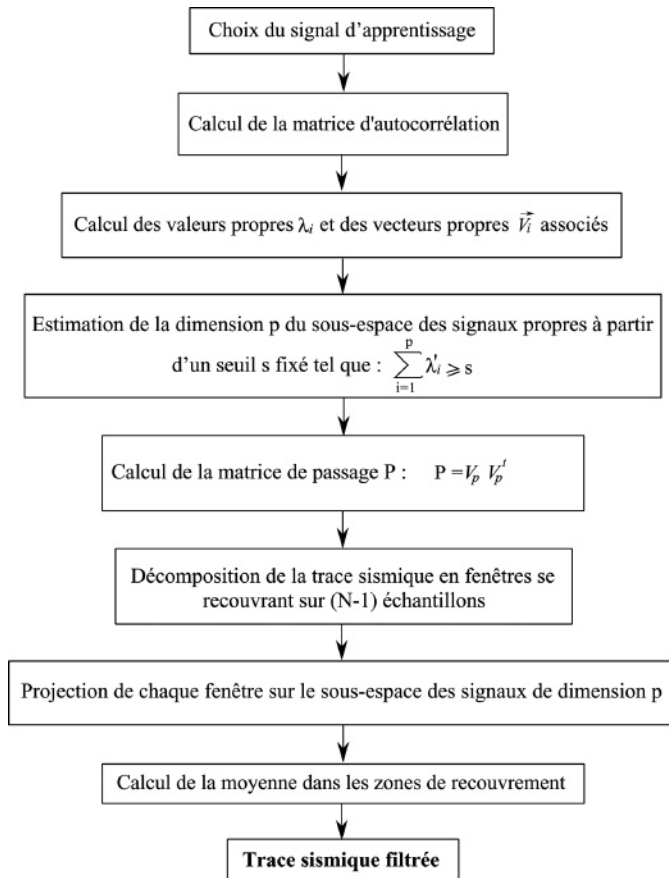 Choix du signal d’apprentissage
Calcul de la matrice d'autocorrélation
Calcul des valeurs propres λᵢ et des vecteurs propres V⃗ᵢ associés
Estimation de la dimension p du sous-espace des signaux propres à partir
d’un seuil s fixé tel que : ∑_{i=1}^{p} λ'ᵢ ⩾ s
Calcul de la matrice de passage P : P = V_p V_p^t
Décomposition de la trace sismique en fenêtres se
recouvrant sur (N-1) échantillons
Projection de chaque fenêtre sur le sous-espace des signaux de dimension p
Calcul de la moyenne dans les zones de recouvrement
Trace sismique filtrée